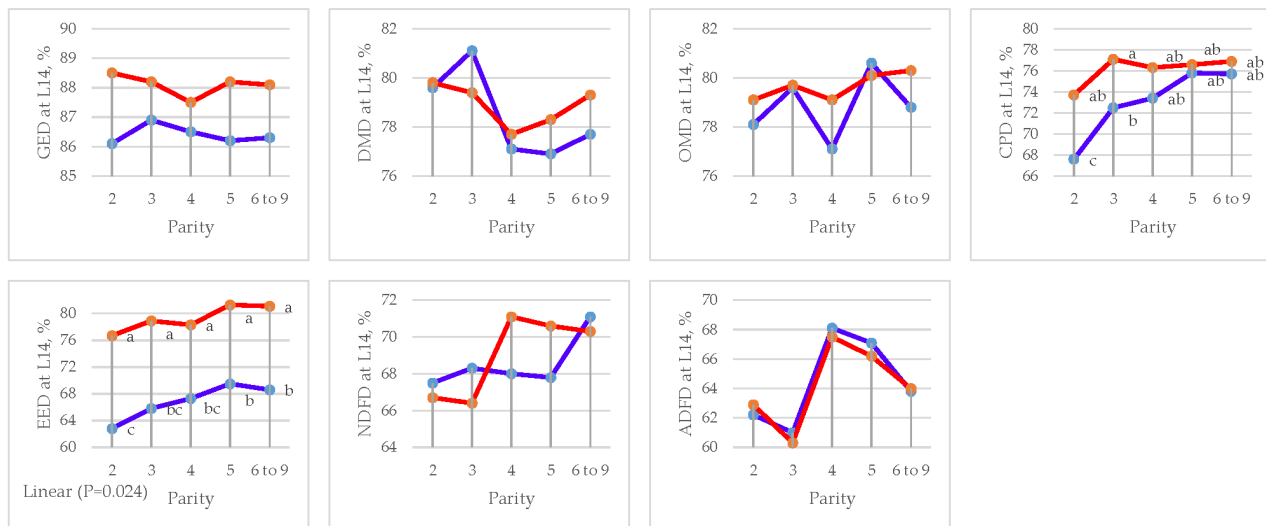 GED at L14, %
90
89
88
87
86
85
2 3 4 5 6 to 9
Parity
DMD at L14, %
82
80
78
76
2 3 4 5 6 to 9
Parity
OMD at L14, %
82
80
78
76
2 3 4 5 6 to 9
Parity
CPD at L14, %
78
76
74
72
70
68
66
a ab ab ab
ab ab ab ab
c b
2 3 4 5 6 to 9
Parity
EED at L14, %
80
76
72
68
64
60
a a a a a
c bc bc b b
2 3 4 5 6 to 9
Linear (P=0.024)
Parity
NDFD at L14, %
72
70
68
66
64
2 3 4 5 6 to 9
Parity
ADFD at L14, %
70
68
66
64
62
60
2 3 4 5 6 to 9
Parity